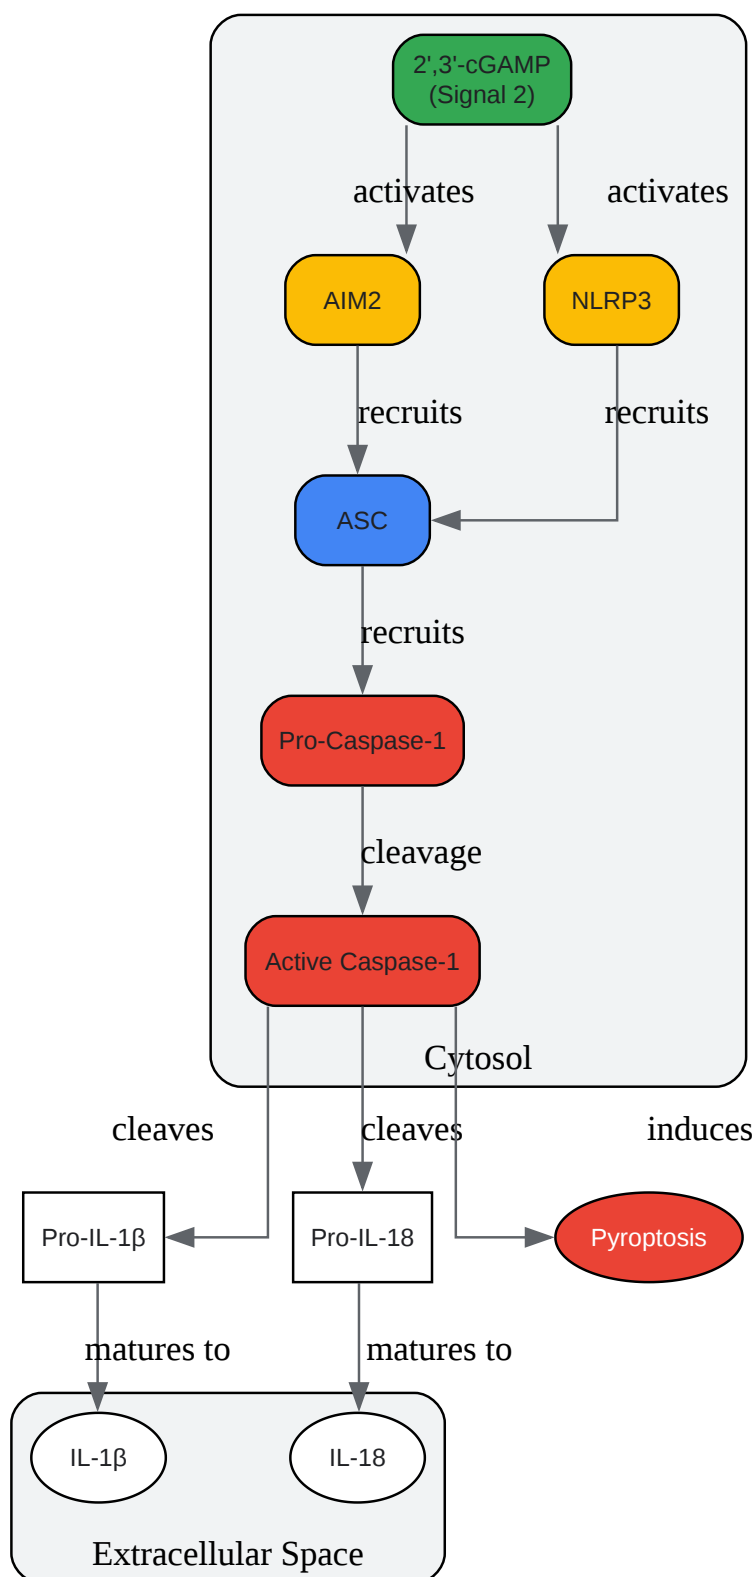 2',3'-cGAMP
(Signal 2)
activates
activates
AIM2
NLRP3
recruits
recruits
ASC
recruits
Pro-Caspase-1
cleavage
Active Caspase-1
Cytosol
cleaves
cleaves
induces
Pro-IL-1β
Pro-IL-18
Pyroptosis
matures to
matures to
IL-1β
IL-18
Extracellular Space